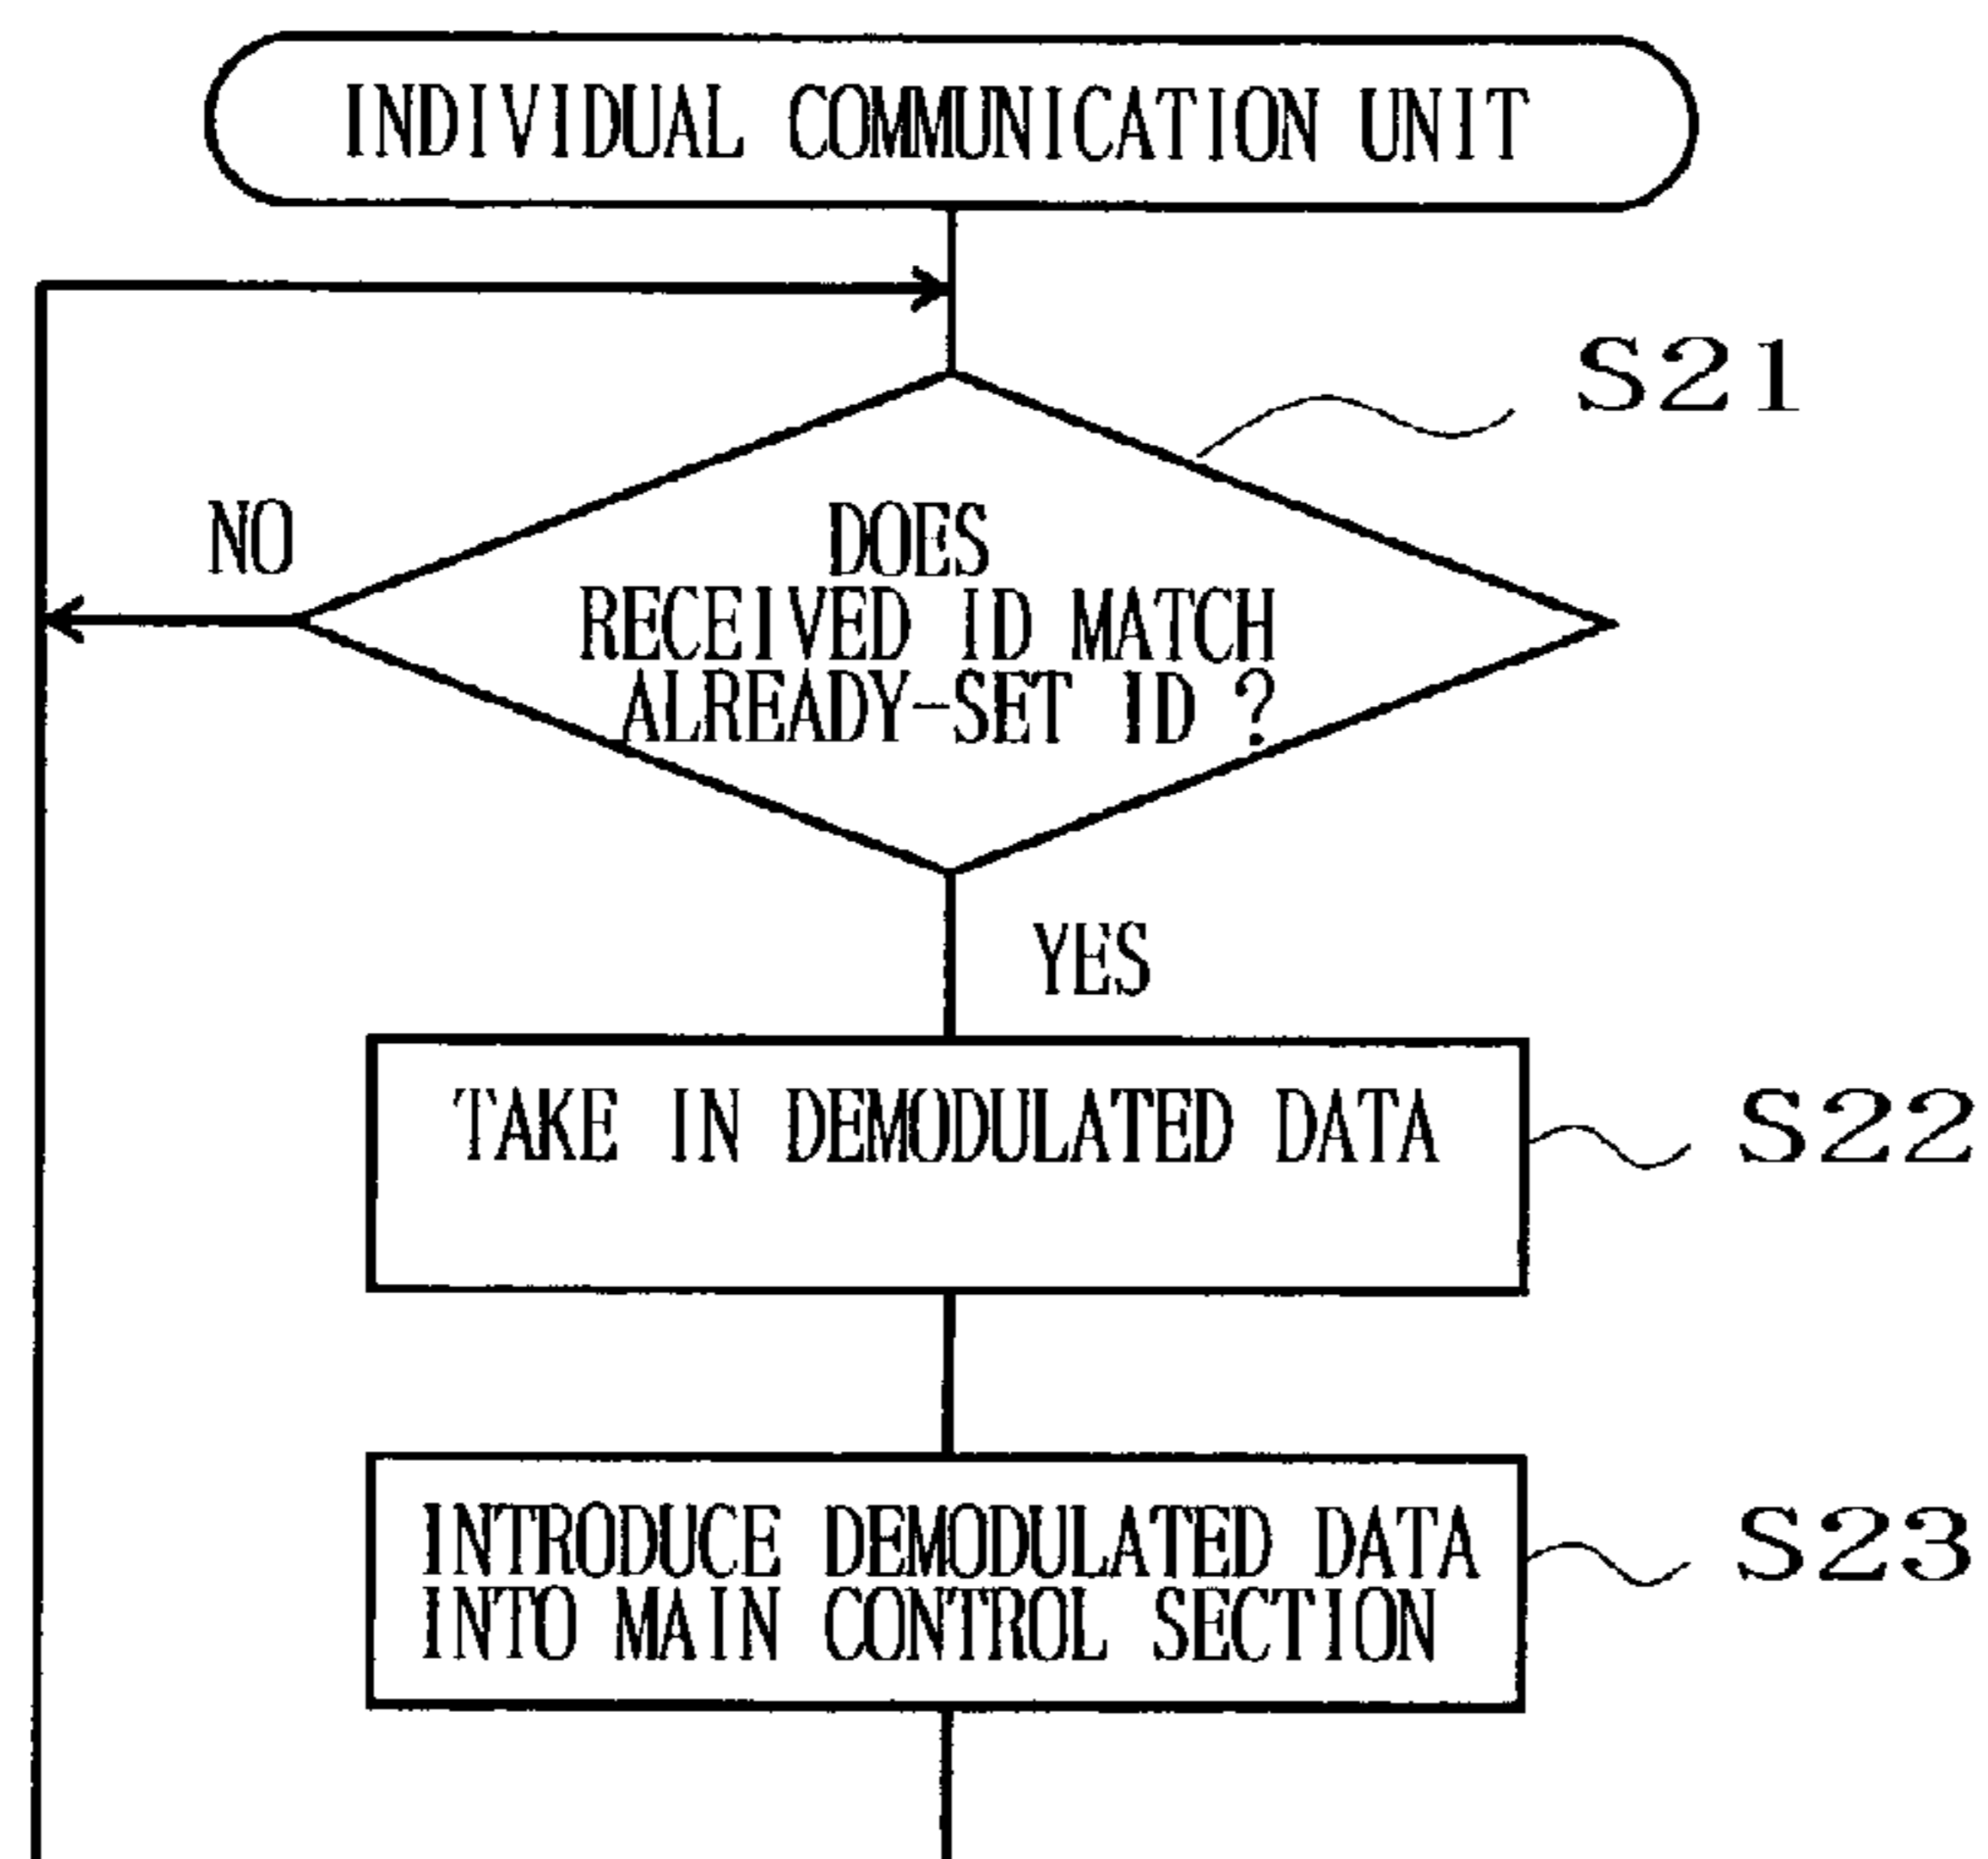 INDIVIDUAL COMMUNICATION UNIT
S21
NO
DOES
RECEIVED ID MATCH
ALREADY-SET ID ?
YES
TAKE IN DEMODULATED DATA
S22
INTRODUCE DEMODULATED DATA
INTO MAIN CONTROL SECTION
S23